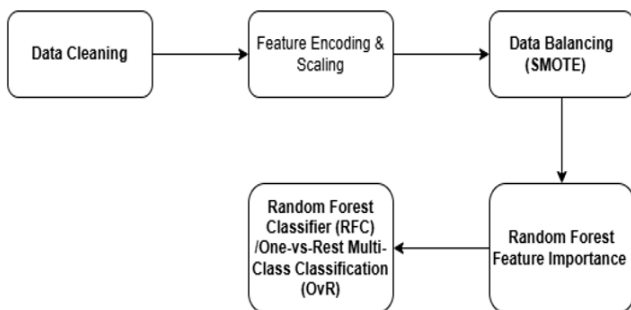 Data Cleaning
Feature Encoding &
Scaling
Data Balancing
(SMOTE)
Random Forest
Classifier (RFC)
/One-vs-Rest Multi-
Class Classification
(OvR)
Random Forest
Feature Importance